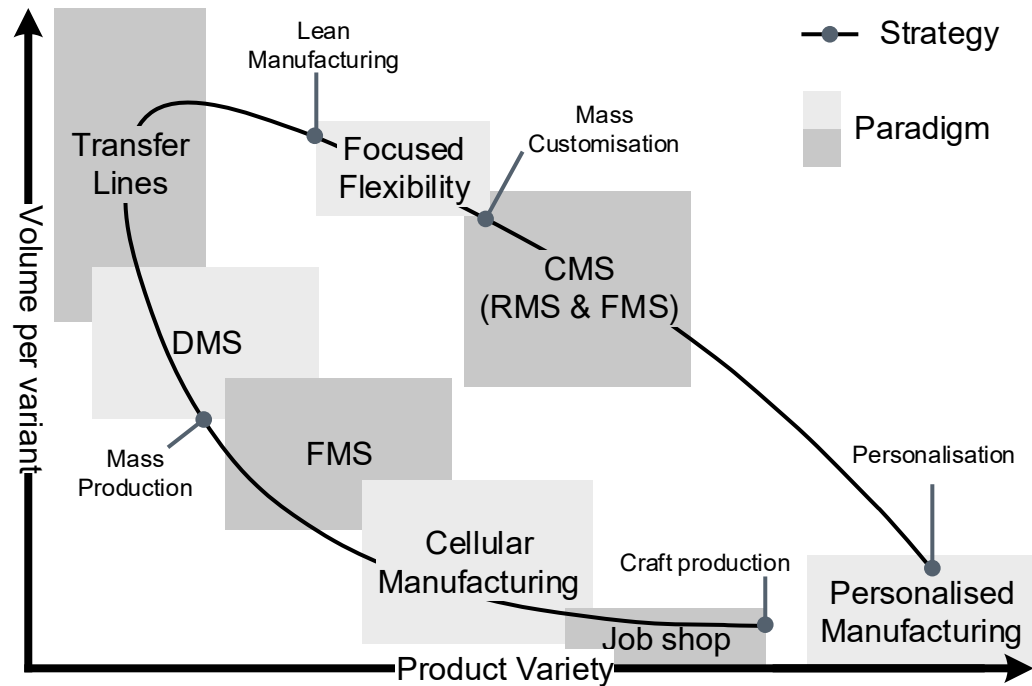 Lean
Manufacturing
Strategy
Mass
Customisation
Paradigm
Transfer
Lines
Focused
Flexibility
Volume per variant
CMS
(RMS & FMS)
DMS
FMS
Mass
Production
Personalisation
Cellular
Manufacturing
Craft production
Personalised
Manufacturing
Job shop
Product Variety